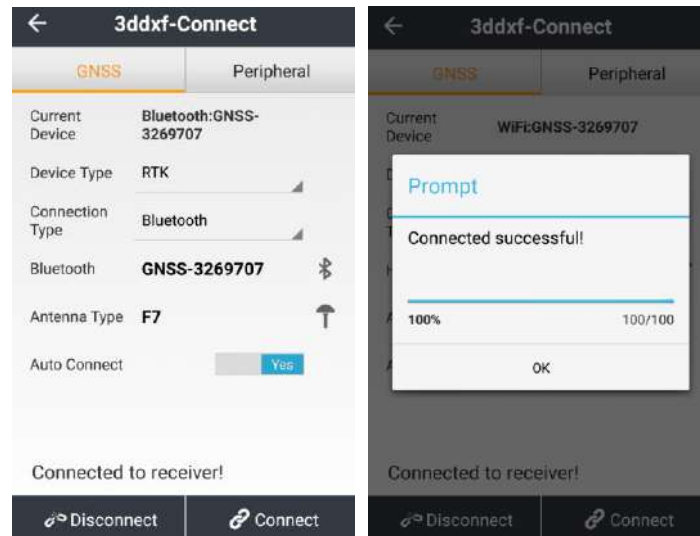 3ddxf-Connect
GNSS Peripheral
Current Device Bluetooth:GNSS-3269707
Device Type RTK
Connection Type Bluetooth
Bluetooth GNSS-3269707
Antenna Type F7
Auto Connect Yes
Connected to receiver!
Disconnect Connect
3ddxf-Connect
GNSS Peripheral
Current Device WiFi:GNSS-3269707
Prompt
Connected successful!
100% 100/100
OK
Connected to receiver!
Disconnect Connect